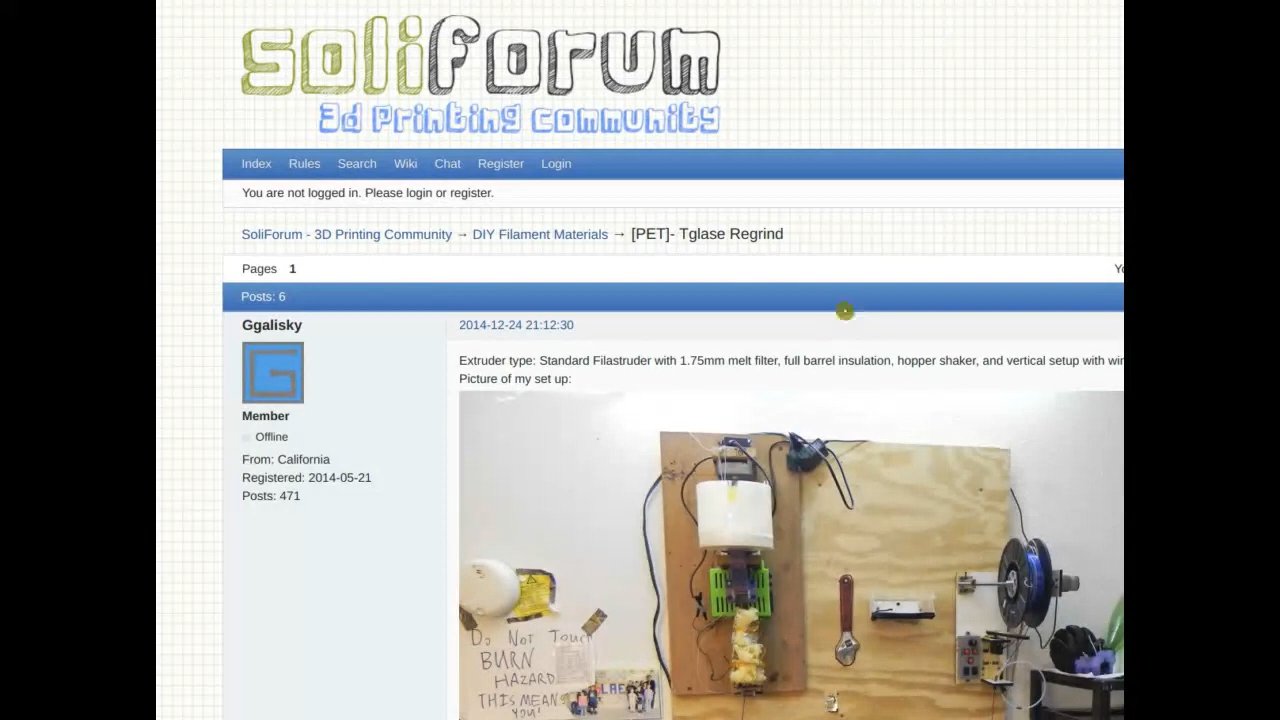 soliforum
3d Printing community
Index Rules Search Wiki Chat Register Login
You are not logged in. Please login or register.
SoliForum - 3D Printing Community → DIY Filament Materials → [PET]- Tglase Regrind
Pages 1
Posts: 6
Ggalisky
2014-12-24 21:12:30
Extruder type: Standard Filastruder with 1.75mm melt filter, full barrel insulation, hopper shaker, and vertical setup with
Picture of my set up:
Member
Offline
From: California
Registered: 2014-05-21
Posts: 471
Do Not Touch
BURN
HAZARD
THIS MEANS
YOU!